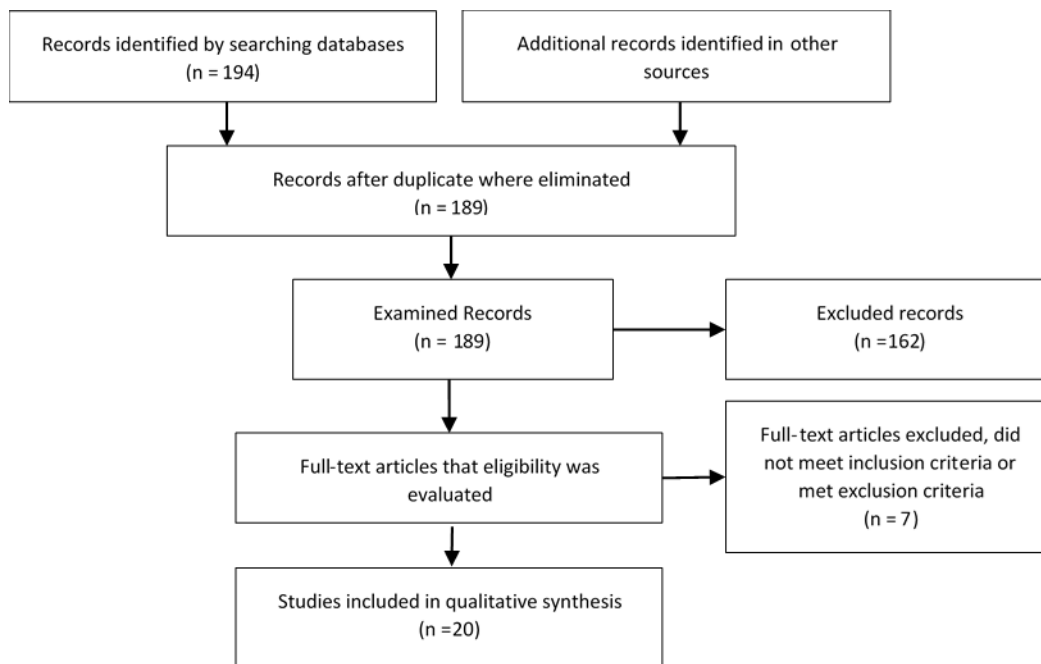 Records identified by searching databases
(n = 194)
Additional records identified in other
sources
Records after duplicate where eliminated
(n = 189)
Examined Records
(n = 189)
Excluded records
(n =162)
Full-text articles that eligibility was
evaluated
Full-text articles excluded, did
not meet inclusion criteria or
met exclusion criteria
(n = 7)
Studies included in qualitative synthesis
(n =20)